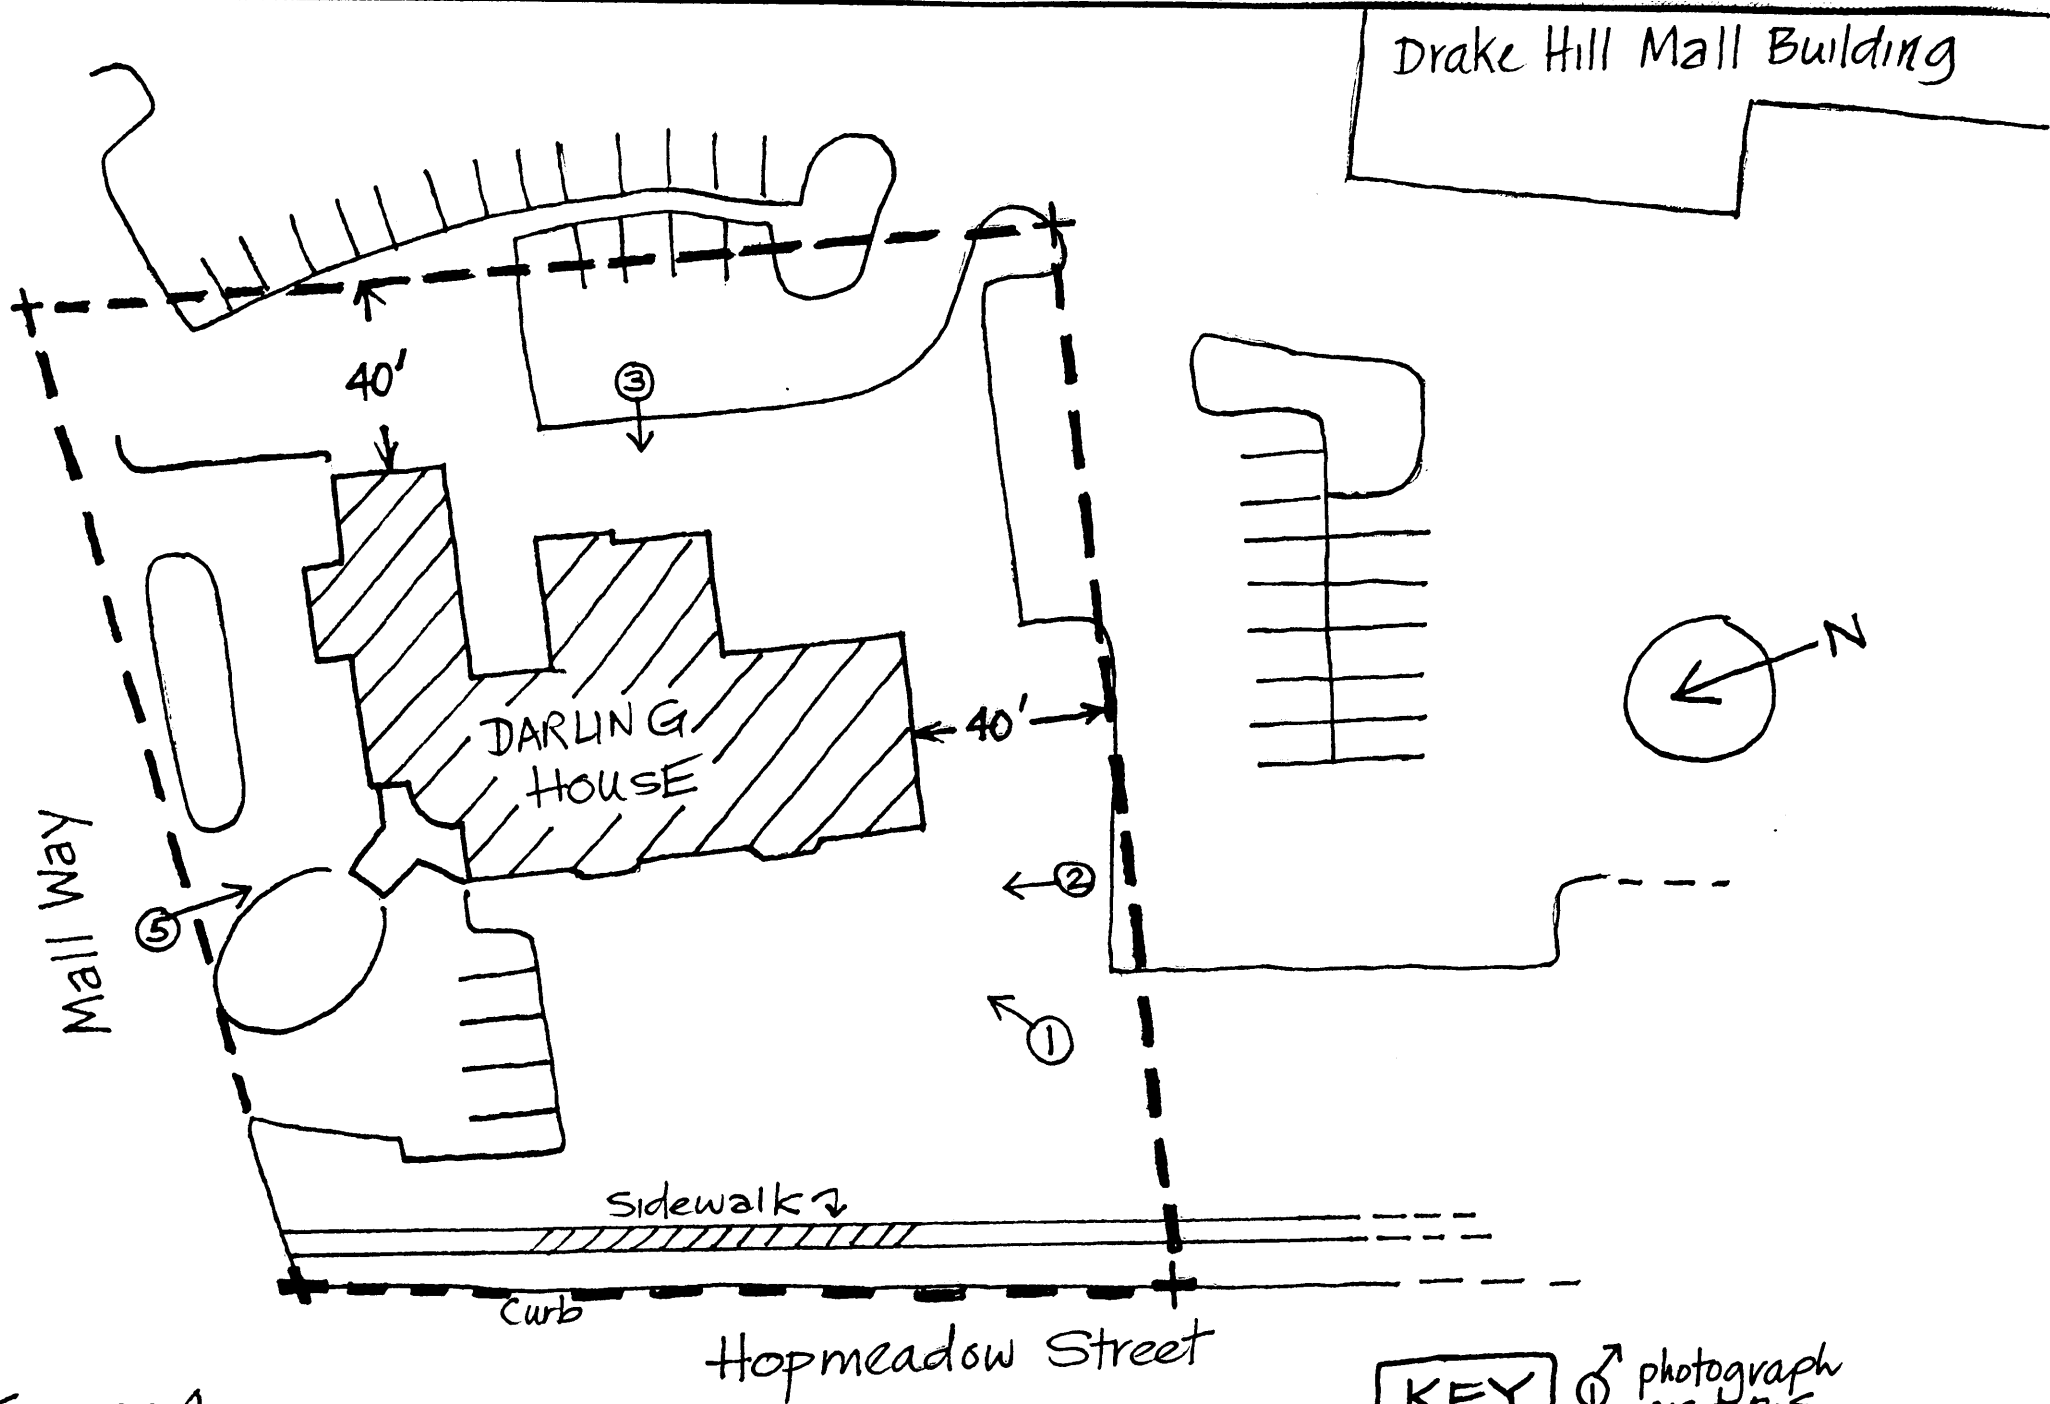 Drake Hill Mall Building
40'
3
N
40'
DARLING
HOUSE
Mall Way
2
5
1
Sidewalk
Curb
Hopmeadow Street
KEY
1
photograph